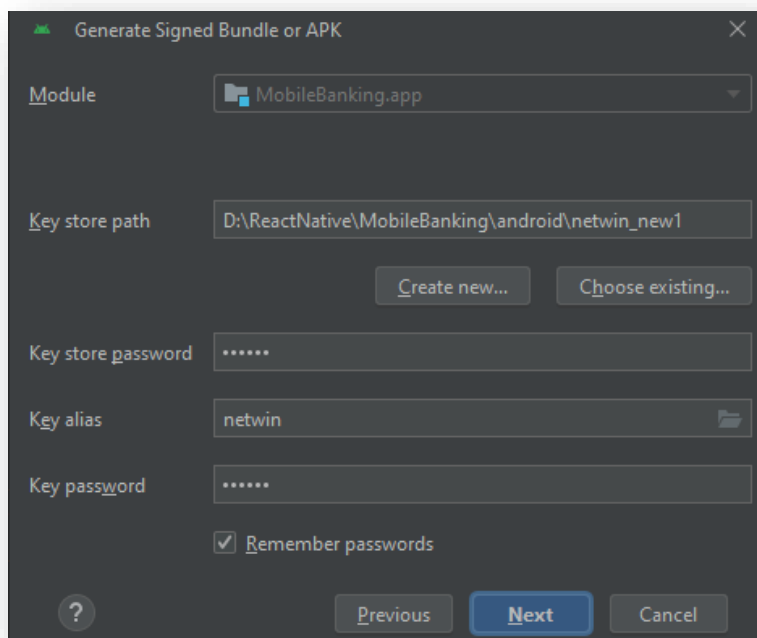 Generate Signed Bundle or APK
Module MobileBanking.app
Key store path D:\ReactNative\MobileBanking\android\netwin_new1
Create new... Choose existing...
Key store password ••••••
Key alias netwin
Key password ••••••
Remember passwords
? Previous Next Cancel